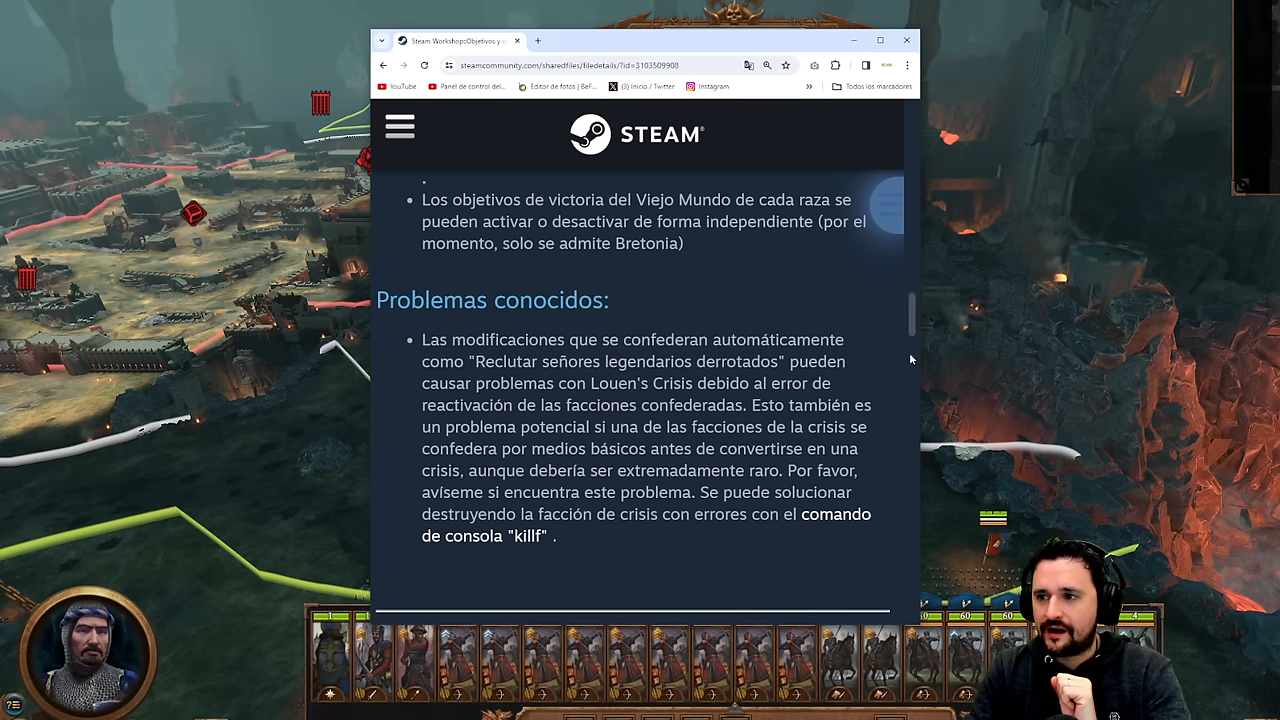 Steam Workshop::Objetivos y c
steamcommunity.com/sharedfiles/filedetails/?id=3103509908
YouTube
Panel de control del...
Editor de fotos | BeF...
(3) Inicio / Twitter
Instagram
»
Todos los marcadores
STEAM®
Los objetivos de victoria del Viejo Mundo de cada raza se
pueden activar o desactivar de forma independiente (por el
momento, solo se admite Bretonia)
Problemas conocidos:
Las modificaciones que se confederan automáticamente
como "Reclutar señores legendarios derrotados" pueden
causar problemas con Louen's Crisis debido al error de
reactivación de las facciones confederadas. Esto también es
un problema potencial si una de las facciones de la crisis se
confedera por medios básicos antes de convertirse en una
crisis, aunque debería ser extremadamente raro. Por favor,
avíseme si encuentra este problema. Se puede solucionar
destruyendo la facción de crisis con errores con el comando
de consola "killf" .
1
60
60
4